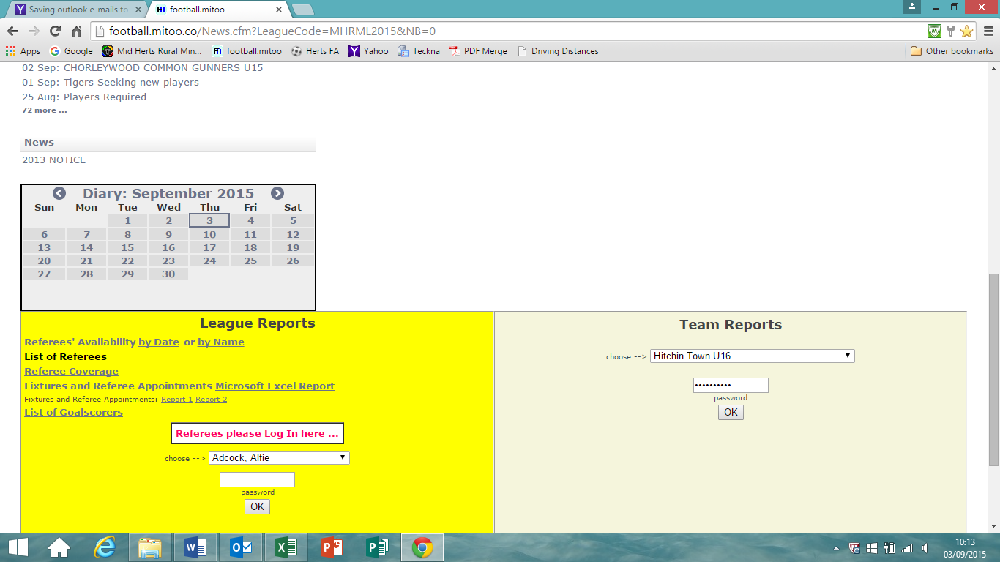 Saving outlook e-mails to
football.mitoo
football.mitoo.co/News.cfm?LeagueCode=MHRML2015&NB=0
Apps Google Mid Herts Rural Min... football.mitoo Herts FA Yahoo Teckna PDF Merge Driving Distances Other bookmarks
02 Sep: CHORLEYWOOD COMMON GUNNERS U15
01 Sep: Tigers Seeking new players
25 Aug: Players Required
72 more ...
News
2013 NOTICE
Diary: September 2015
Sun Mon Tue Wed Thu Fri Sat
1 2 3 4 5
6 7 8 9 10 11 12
13 14 15 16 17 18 19
20 21 22 23 24 25 26
27 28 29 30
League Reports
Referees' Availability by Date or by Name
List of Referees
Referee Coverage
Fixtures and Referee Appointments Microsoft Excel Report
Fixtures and Referee Appointments: Report 1 Report 2
List of Goalscorers
Referees please Log In here ...
choose --> Adcock, Alfie
password
OK
Team Reports
choose --> Hitchin Town U16
••••••••••
password
OK
10:13
03/09/2015